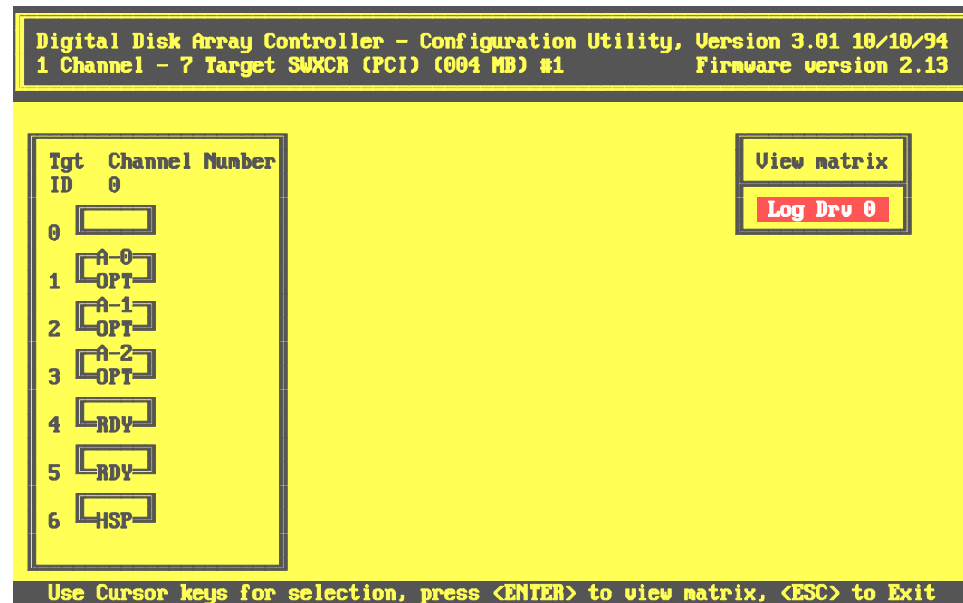 Digital Disk Array Controller - Configuration Utility, Version 3.01 10/10/94
1 Channel - 7 Target SWXCR (PCI) (004 MB) #1 Firmware version 2.13
Tgt Channel Number
ID 0
0
A-0
1 OPT
A-1
2 OPT
A-2
3 OPT
4 RDY
5 RDY
6 HSP
View matrix
Log Drv 0
Use Cursor keys for selection, press <ENTER> to view matrix, <ESC> to Exit